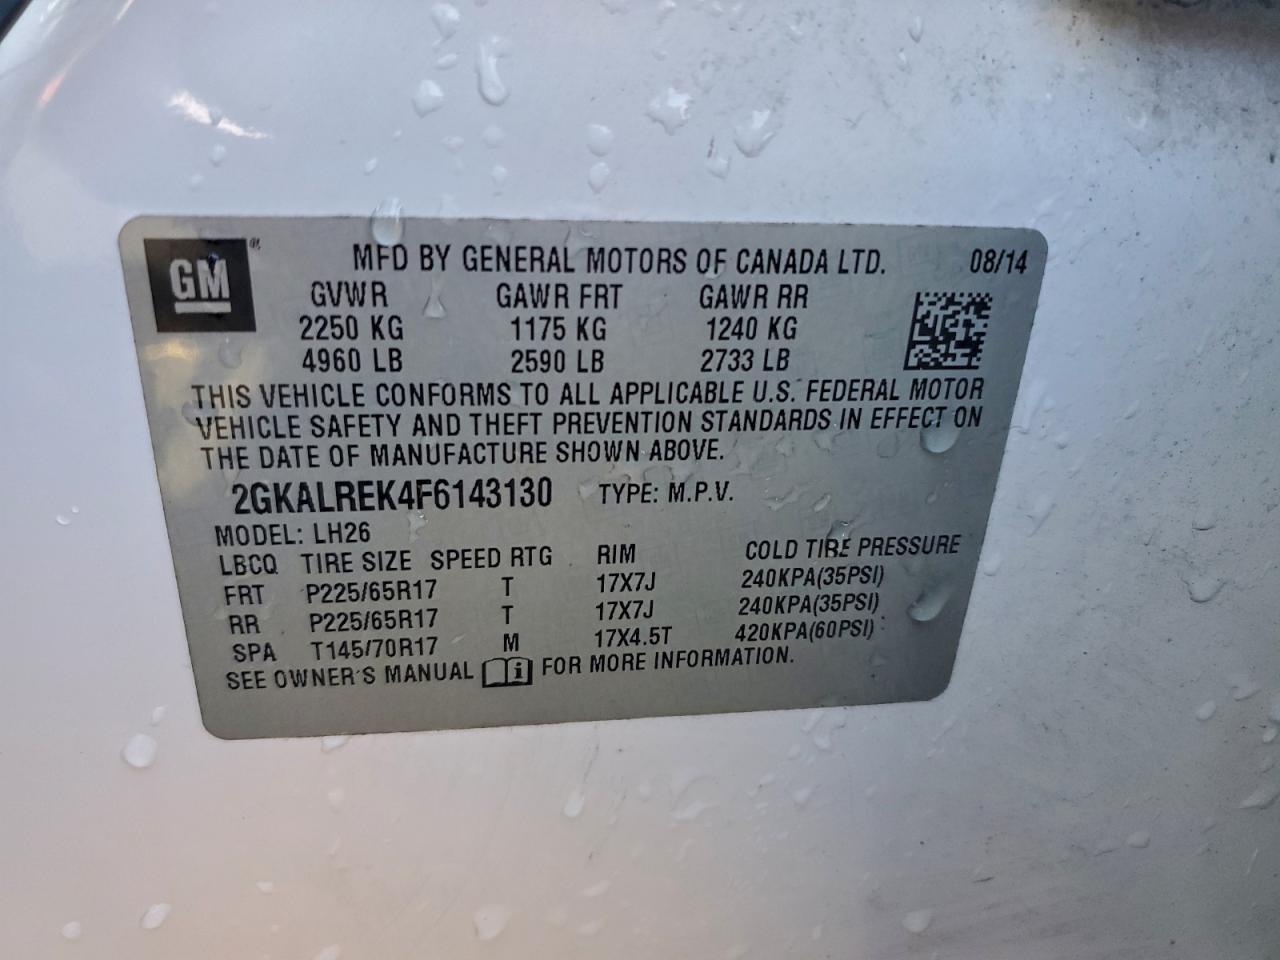 GM ®
MFD BY GENERAL MOTORS OF CANADA LTD. 08/14
GVWR GAWR FRT GAWR RR
2250 KG 1175 KG 1240 KG
4960 LB 2590 LB 2733 LB
THIS VEHICLE CONFORMS TO ALL APPLICABLE U.S. FEDERAL MOTOR
VEHICLE SAFETY AND THEFT PREVENTION STANDARDS IN EFFECT ON
THE DATE OF MANUFACTURE SHOWN ABOVE.
2GKALREK4F6143130 TYPE: M.P.V.
MODEL: LH26
LBCQ TIRE SIZE SPEED RTG RIM COLD TIRE PRESSURE
FRT P225/65R17 T 17X7J 240KPA(35PSI)
RR P225/65R17 T 17X7J 240KPA(35PSI)
SPA T145/70R17 M 17X4.5T 420KPA(60PSI)
SEE OWNER'S MANUAL i FOR MORE INFORMATION.